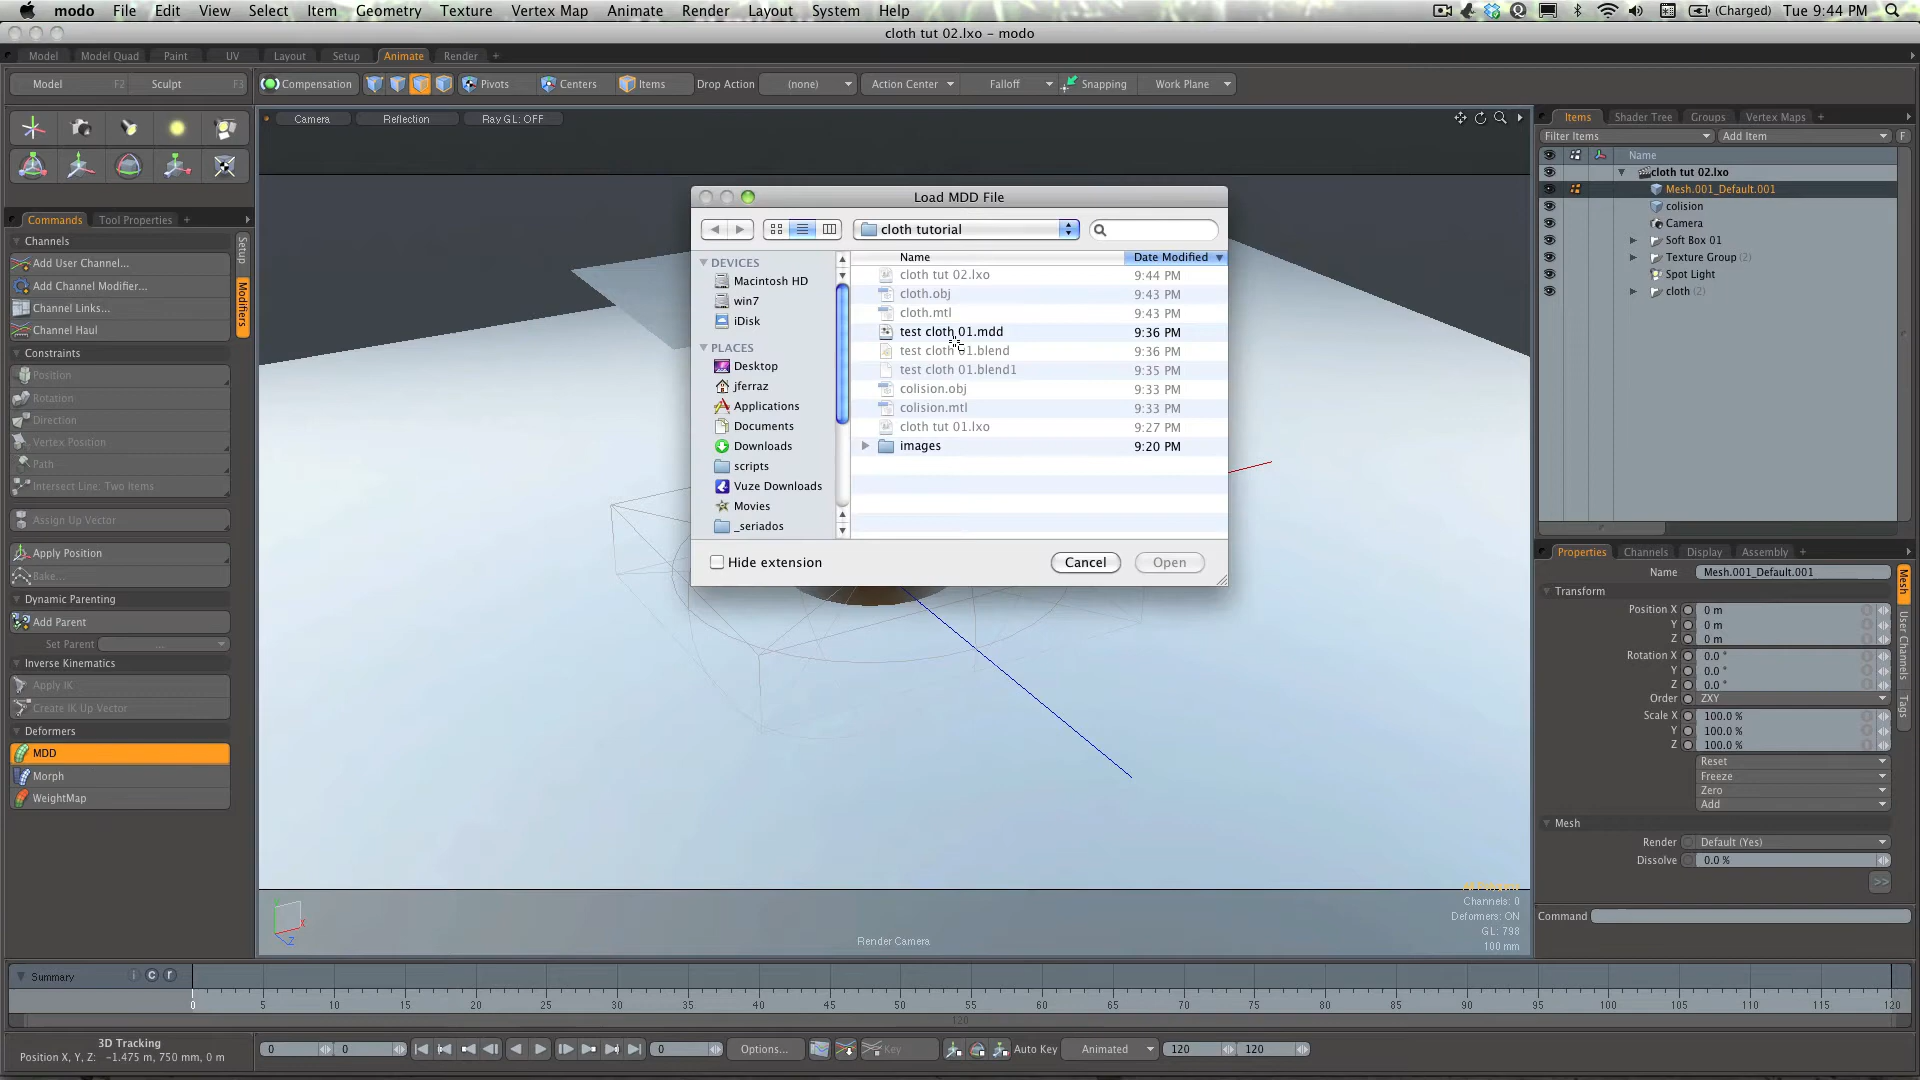 modo File Edit View Select Item Geometry Texture Vertex Map Animate Render Layout System Help (Charged) Tue 9:44 PM
cloth tut 02.lxo - modo
Model Model Quad Paint UV Layout Setup Animate Render +
Model F2 Sculpt F3 Compensation Pivots Centers Items Drop Action (none) Action Center Falloff Snapping Work Plane
Camera Reflection Ray GL: OFF
Commands Tool Properties +
Channels
Add User Channel...
Add Channel Modifier...
Channel Links...
Channel Haul
Constraints
Position
Rotation
Direction
Vertex Position
Path
Intersect Line: Two Items
Assign Up Vector
Apply Position
Bake...
Dynamic Parenting
Add Parent
Set Parent ...
Inverse Kinematics
Apply IK
Create IK Up Vector
Deformers
MDD
Morph
WeightMap
Setup
Modifiers
Load MDD File
cloth tutorial
DEVICES
Macintosh HD
win7
iDisk
PLACES
Desktop
jferraz
Applications
Documents
Downloads
scripts
Vuze Downloads
Movies
_seriados
Name Date Modified
cloth tut 02.lxo 9:44 PM
cloth.obj 9:43 PM
cloth.mtl 9:43 PM
test cloth 01.mdd 9:36 PM
test cloth 01.blend 9:36 PM
test cloth 01.blend1 9:35 PM
colision.obj 9:33 PM
colision.mtl 9:33 PM
cloth tut 01.lxo 9:27 PM
images 9:20 PM
Hide extension Cancel Open
Items Shader Tree Groups Vertex Maps +
Filter Items Add Item F
Name
cloth tut 02.lxo
Mesh.001_Default.001
colision
Camera
Soft Box 01
Texture Group (2)
Spot Light
cloth (2)
Properties Channels Display Assembly +
Name Mesh.001_Default.001
Transform
Position X 0 m
Y 0 m
Z 0 m
Rotation X 0.0 °
Y 0.0 °
Z 0.0 °
Order ZXY
Scale X 100.0 %
Y 100.0 %
Z 100.0 %
Reset
Freeze
Zero
Add
Mesh
Render Default (Yes)
Dissolve 0.0 %
>>
Mesh
User Channels
Tags
Command
Channels: 0
Deformers: ON
GL: 798
100 mm
Render Camera
X
Z
Summary i c r
0 5 10 15 20 25 30 35 40 45 50 55 60 65 70 75 80 85 90 95 100 105 110 115 120
120
3D Tracking
Position X, Y, Z: -1.475 m, 750 mm, 0 m
0 0 0 Options... Key Auto Key Animated 120 120